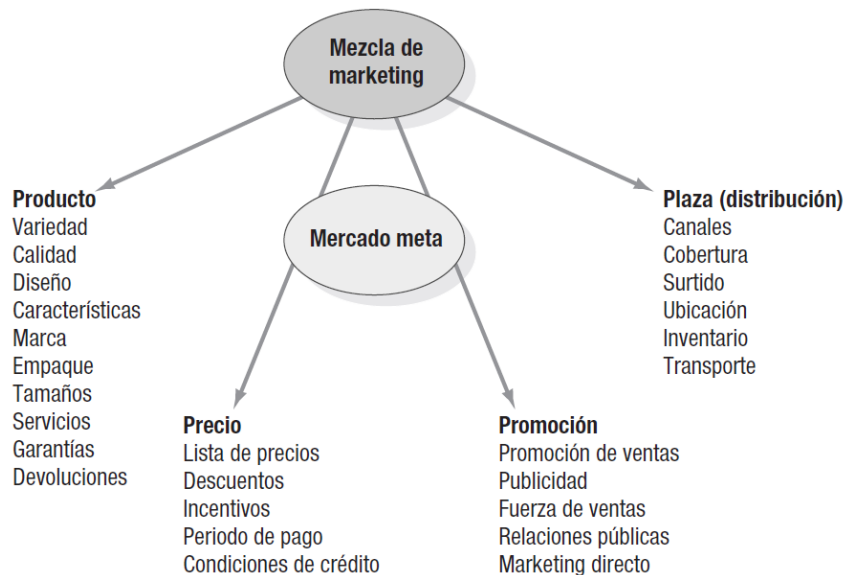 Mezcla de
marketing
Mercado meta
Producto
Variedad
Calidad
Diseño
Características
Marca
Empaque
Tamaños
Servicios
Garantías
Devoluciones
Precio
Lista de precios
Descuentos
Incentivos
Periodo de pago
Condiciones de crédito
Promoción
Promoción de ventas
Publicidad
Fuerza de ventas
Relaciones públicas
Marketing directo
Plaza (distribución)
Canales
Cobertura
Surtido
Ubicación
Inventario
Transporte